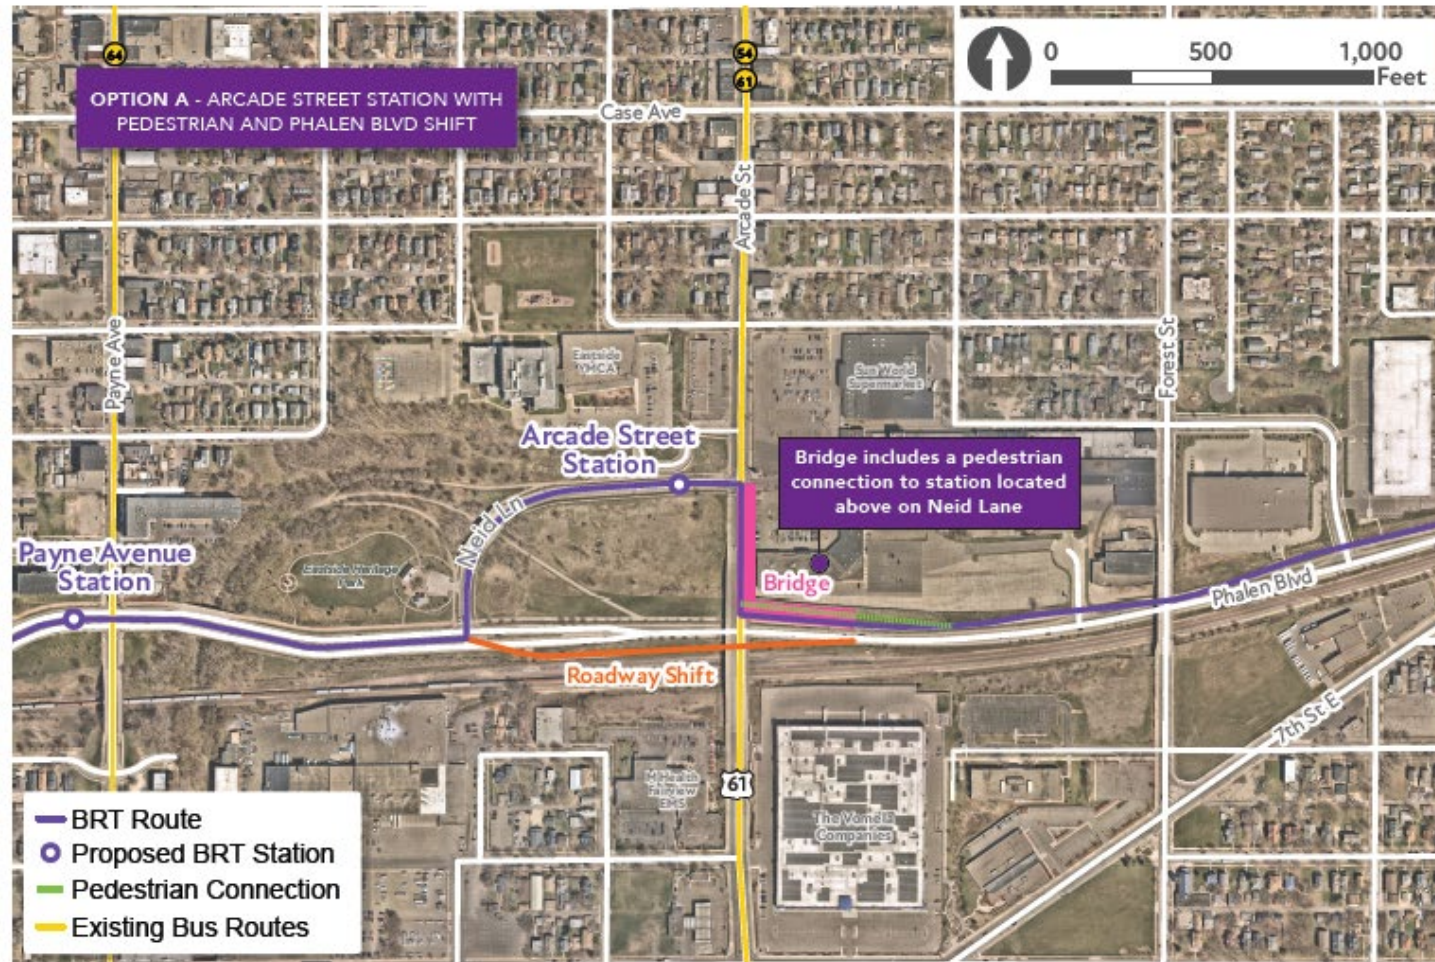 64
54
61
0 500 1,000
Feet
OPTION A - ARCADE STREET STATION WITH
PEDESTRIAN AND PHALEN BLVD SHIFT
Case Ave
Arcade St
Payne Ave
Forest St
Eastside
YMCA
Sun World
Supermarket
Arcade Street
Station
Bridge includes a pedestrian
connection to station located
above on Neid Lane
Neid Ln
Payne Avenue
Station
Eastside Heritage
Park
Bridge
Phalen Blvd
Roadway Shift
7th St E
61
M Health
Fairview
EMS
The Vomela
Companies
BRT Route
Proposed BRT Station
Pedestrian Connection
Existing Bus Routes